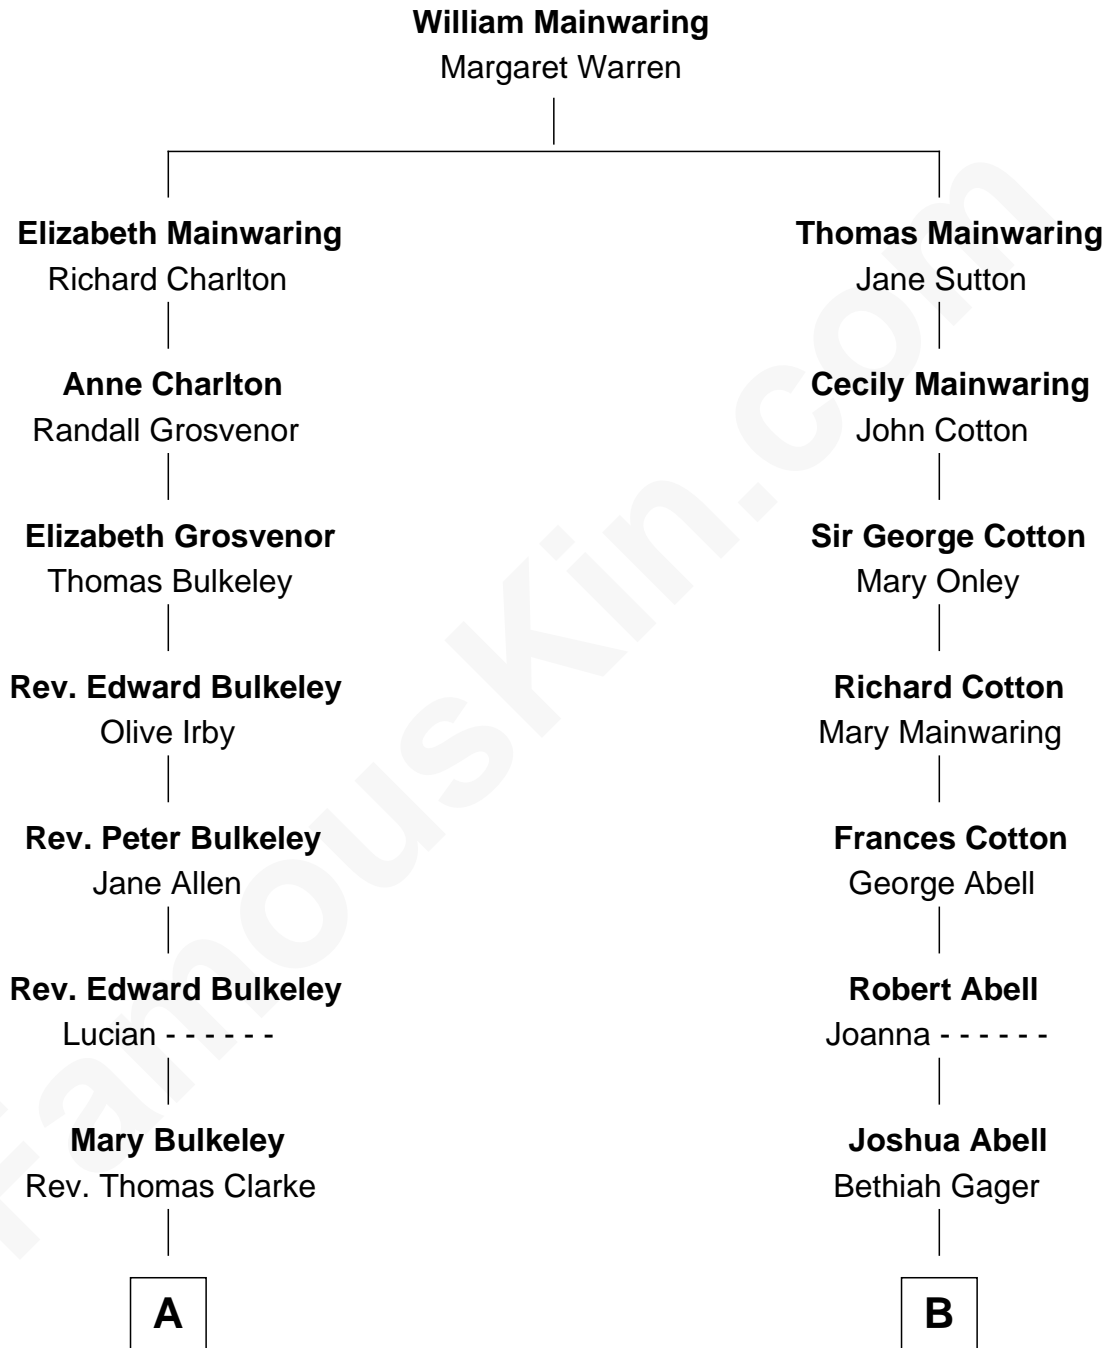 William Mainwaring
Margaret Warren
Elizabeth Mainwaring
Richard Charlton
Anne Charlton
Randall Grosvenor
Elizabeth Grosvenor
Thomas Bulkeley
Rev. Edward Bulkeley
Olive Irby
Rev. Peter Bulkeley
Jane Allen
Rev. Edward Bulkeley
Lucian - - - - - -
Mary Bulkeley
Rev. Thomas Clarke
A
Thomas Mainwaring
Jane Sutton
Cecily Mainwaring
John Cotton
Sir George Cotton
Mary Onley
Richard Cotton
Mary Mainwaring
Frances Cotton
George Abell
Robert Abell
Joanna - - - - - -
Joshua Abell
Bethiah Gager
B
FamousKin.com